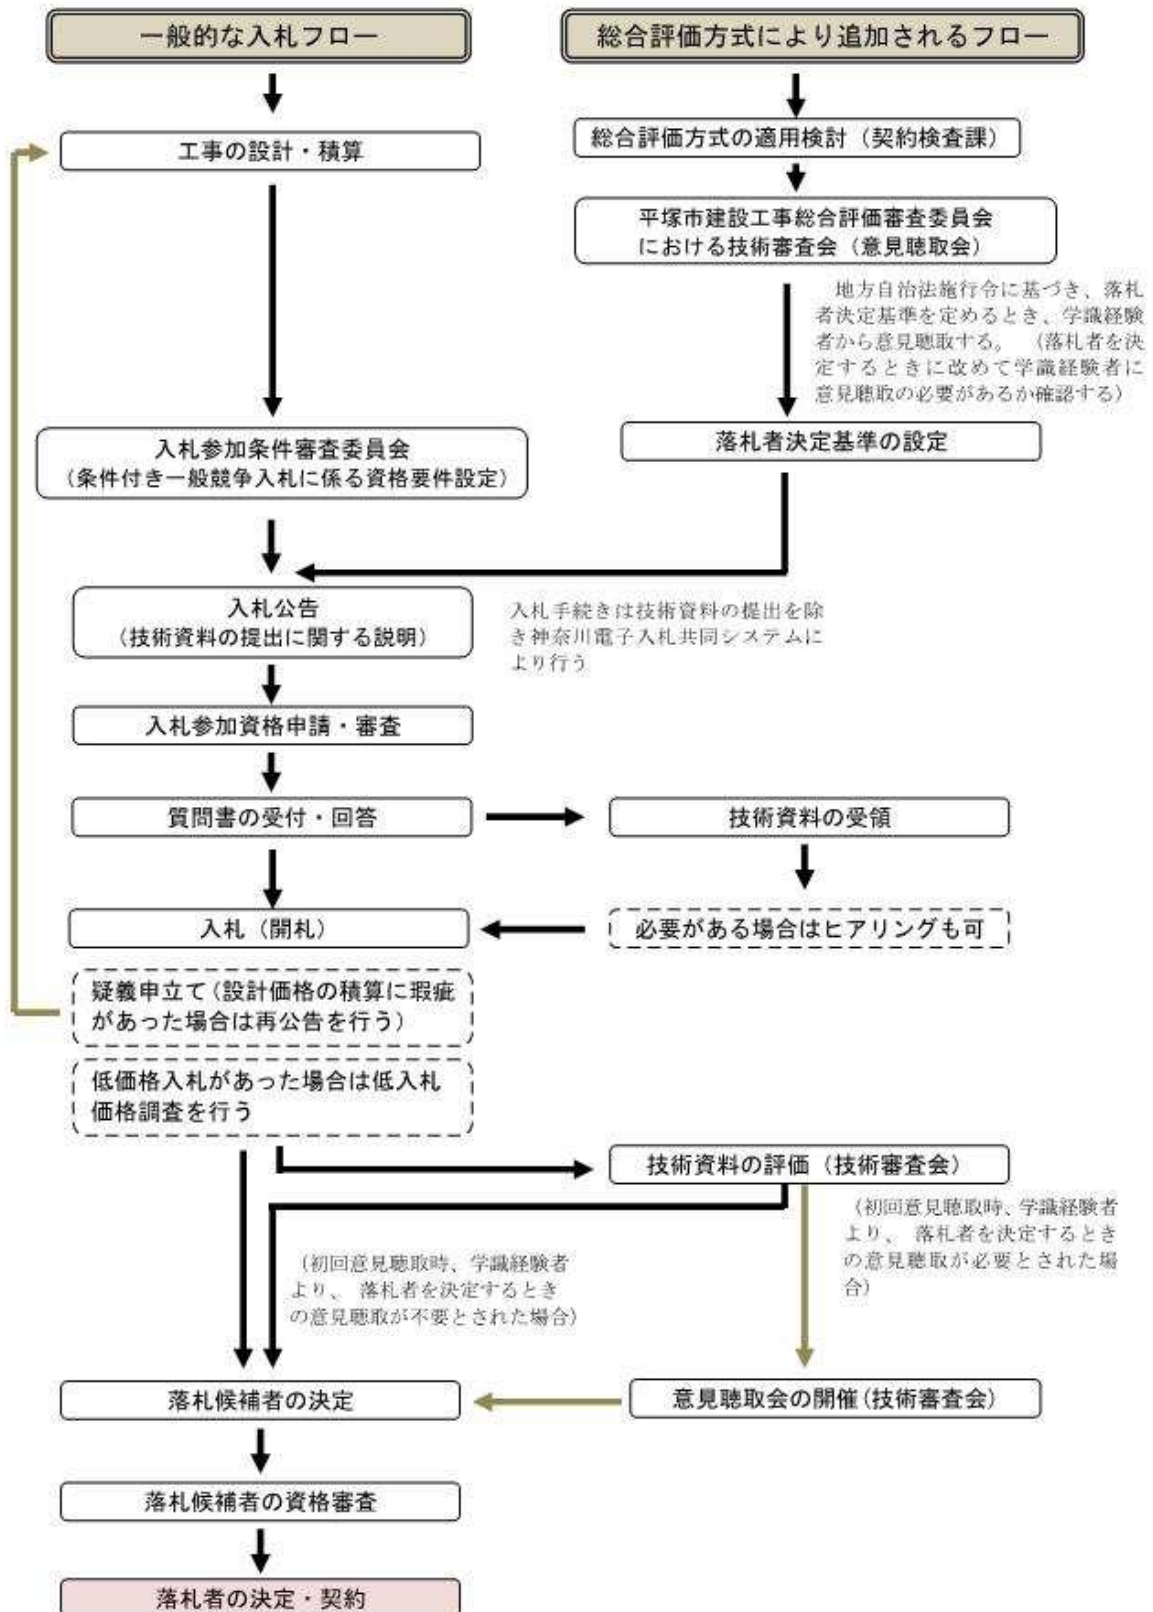 一般的な入札フロー
総合評価方式により追加されるフロー
工事の設計・積算
総合評価方式の適用検討（契約検査課）
平塚市建設工事総合評価審査委員会
における技術審査会（意見聴取会）
地方自治法施行令に基づき、落札
者決定基準を定めるとき、学識経験
者から意見聴取する。　（落札者を決
定するときに改めて学識経験者に
意見聴取の必要があるか確認する）
入札参加条件審査委員会
（条件付き一般競争入札に係る資格要件設定）
落札者決定基準の設定
入札公告
（技術資料の提出に関する説明）
入札手続きは技術資料の提出を除
き神奈川電子入札共同システムに
より行う
入札参加資格申請・審査
質問書の受付・回答
技術資料の受領
入札（開札）
必要がある場合はヒアリングも可
疑義申立て（設計価格の積算に瑕疵
があった場合は再公告を行う）
低価格入札があった場合は低入札
価格調査を行う
技術資料の評価（技術審査会）
（初回意見聴取時、学識経験者
より、 落札者を決定するとき
の意見聴取が必要とされた場
合）
（初回意見聴取時、学識経験者
より、 落札者を決定するとき
の意見聴取が不要とされた場合）
落札候補者の決定
意見聴取会の開催（技術審査会）
落札候補者の資格審査
落札者の決定・契約